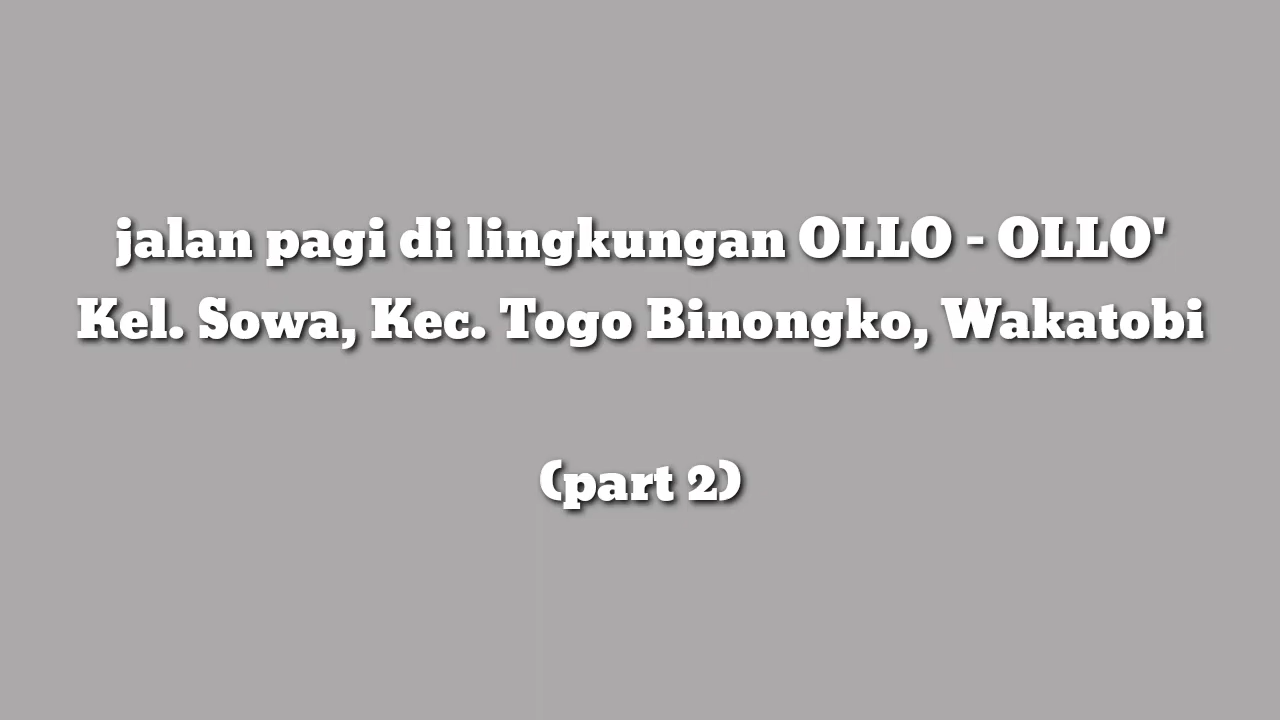 jalan pagi di lingkungan OLLO - OLLO'
Kel. Sowa, Kec. Togo Binongko, Wakatobi
(part 2)